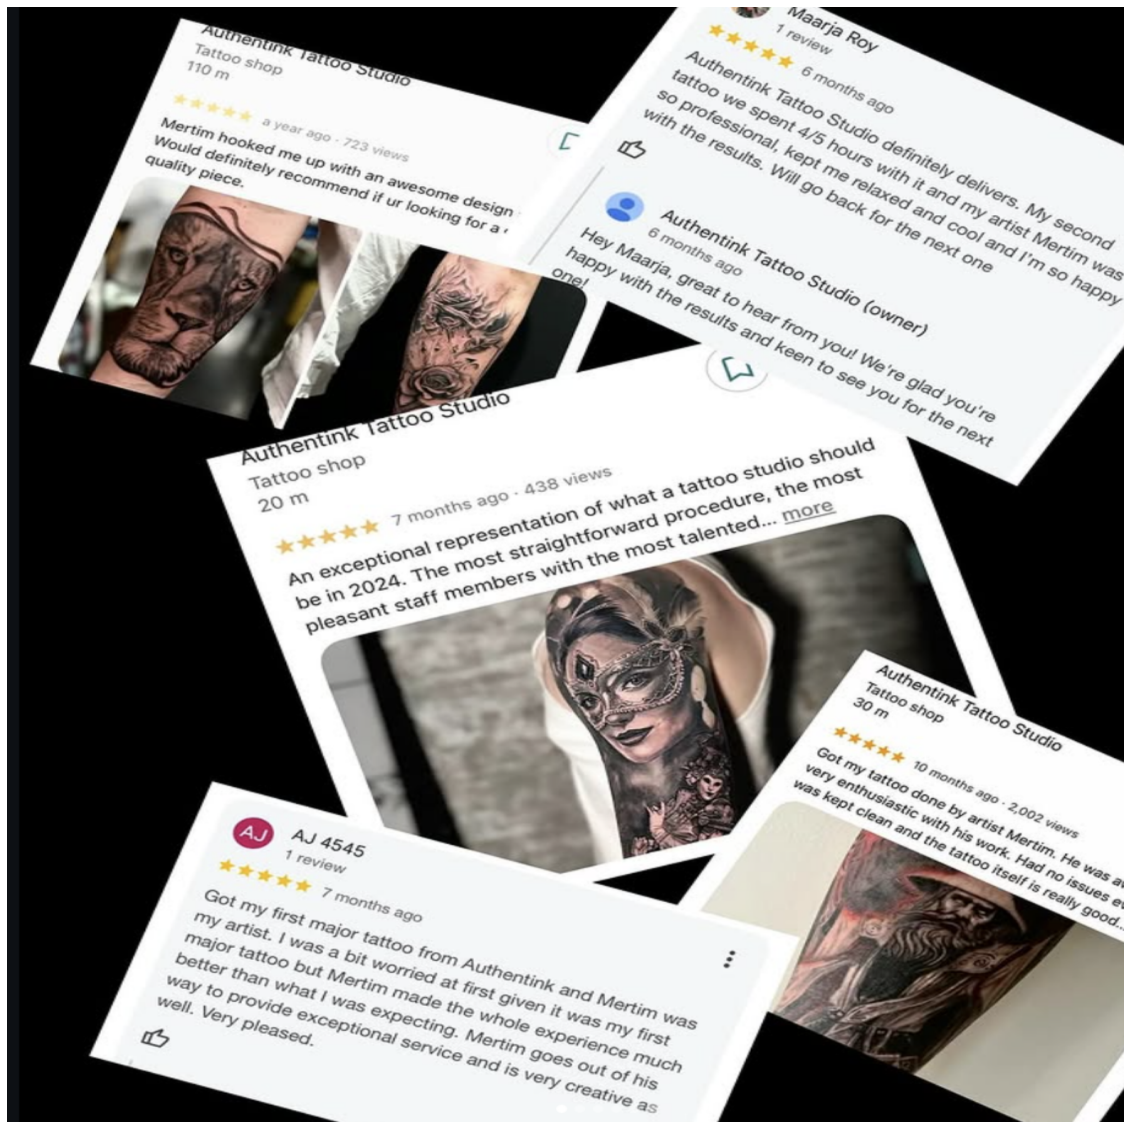 Authentink Tattoo Studio
Tattoo shop
110 m
a year ago · 723 views
Mertim hooked me up with an awesome design
Would definitely recommend if ur looking for a
quality piece.
Maarja Roy
1 review
6 months ago
Authentink Tattoo Studio definitely delivers. My second
tattoo we spent 4/5 hours with it and my artist Mertim was
so professional, kept me relaxed and cool and I'm so happy
with the results. Will go back for the next one
Authentink Tattoo Studio (owner)
6 months ago
Hey Maarja, great to hear from you! We're glad you're
happy with the results and keen to see you for the next
one!
Authentink Tattoo Studio
Tattoo shop
20 m
7 months ago · 438 views
An exceptional representation of what a tattoo studio should
be in 2024. The most straightforward procedure, the most
pleasant staff members with the most talented... more
Authentink Tattoo Studio
Tattoo shop
30 m
10 months ago · 2,002 views
Got my tattoo done by artist Mertim. He was
very enthusiastic with his work. Had no issues
was kept clean and the tattoo itself is really good...
AJ
AJ 4545
1 review
7 months ago
Got my first major tattoo from Authentink and Mertim was
my artist. I was a bit worried at first given it was my first
major tattoo but Mertim made the whole experience much
better than what I was expecting. Mertim goes out of his
way to provide exceptional service and is very creative as
well. Very pleased.